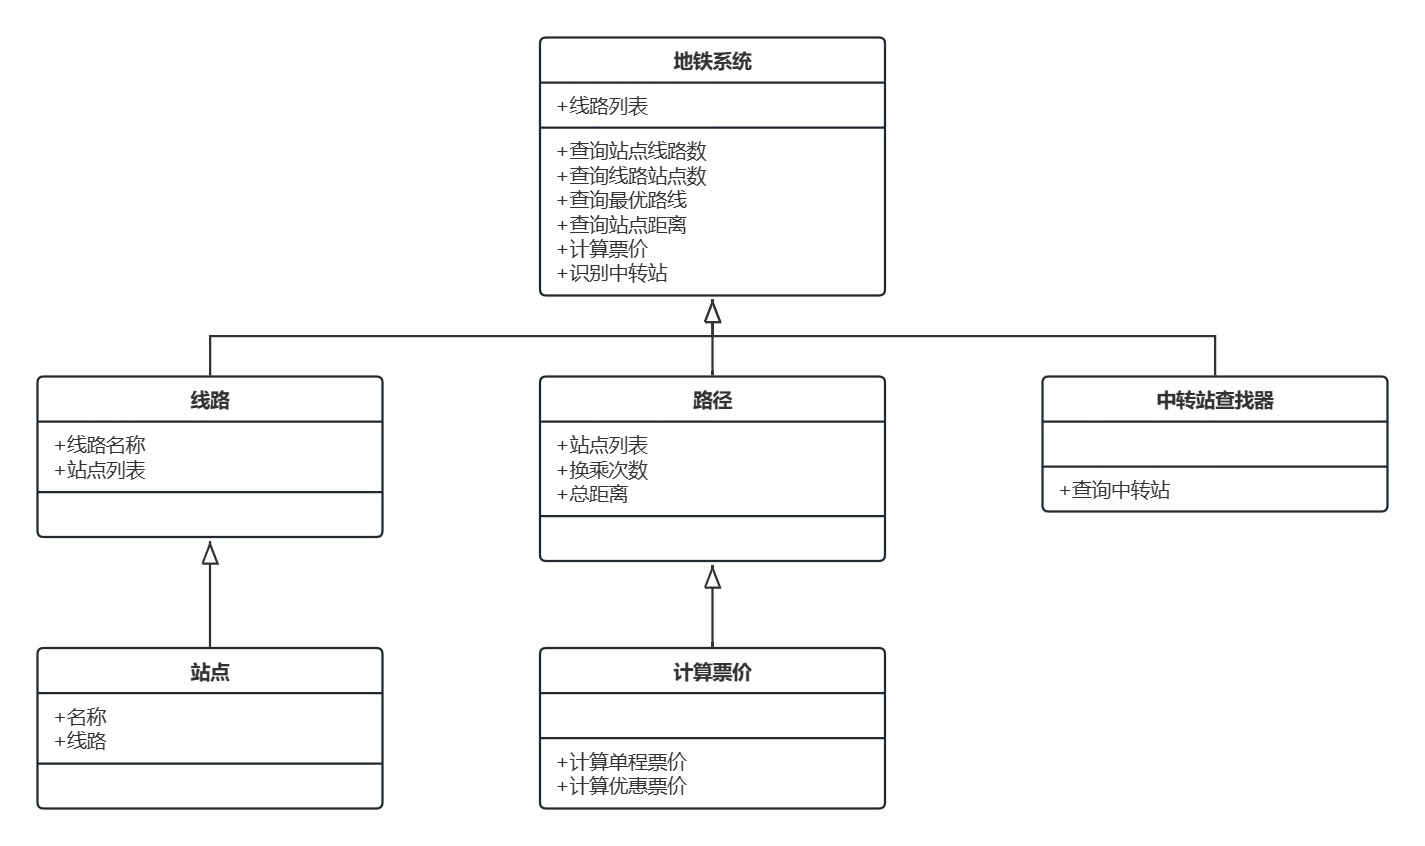 地铁系统
+线路列表
+查询站点线路数
+查询线路站点数
+查询最优路线
+查询站点距离
+计算票价
+识别中转站
线路
+线路名称
+站点列表
路径
+站点列表
+换乘次数
+总距离
中转站查找器
+查询中转站
站点
+名称
+线路
计算票价
+计算单程票价
+计算优惠票价